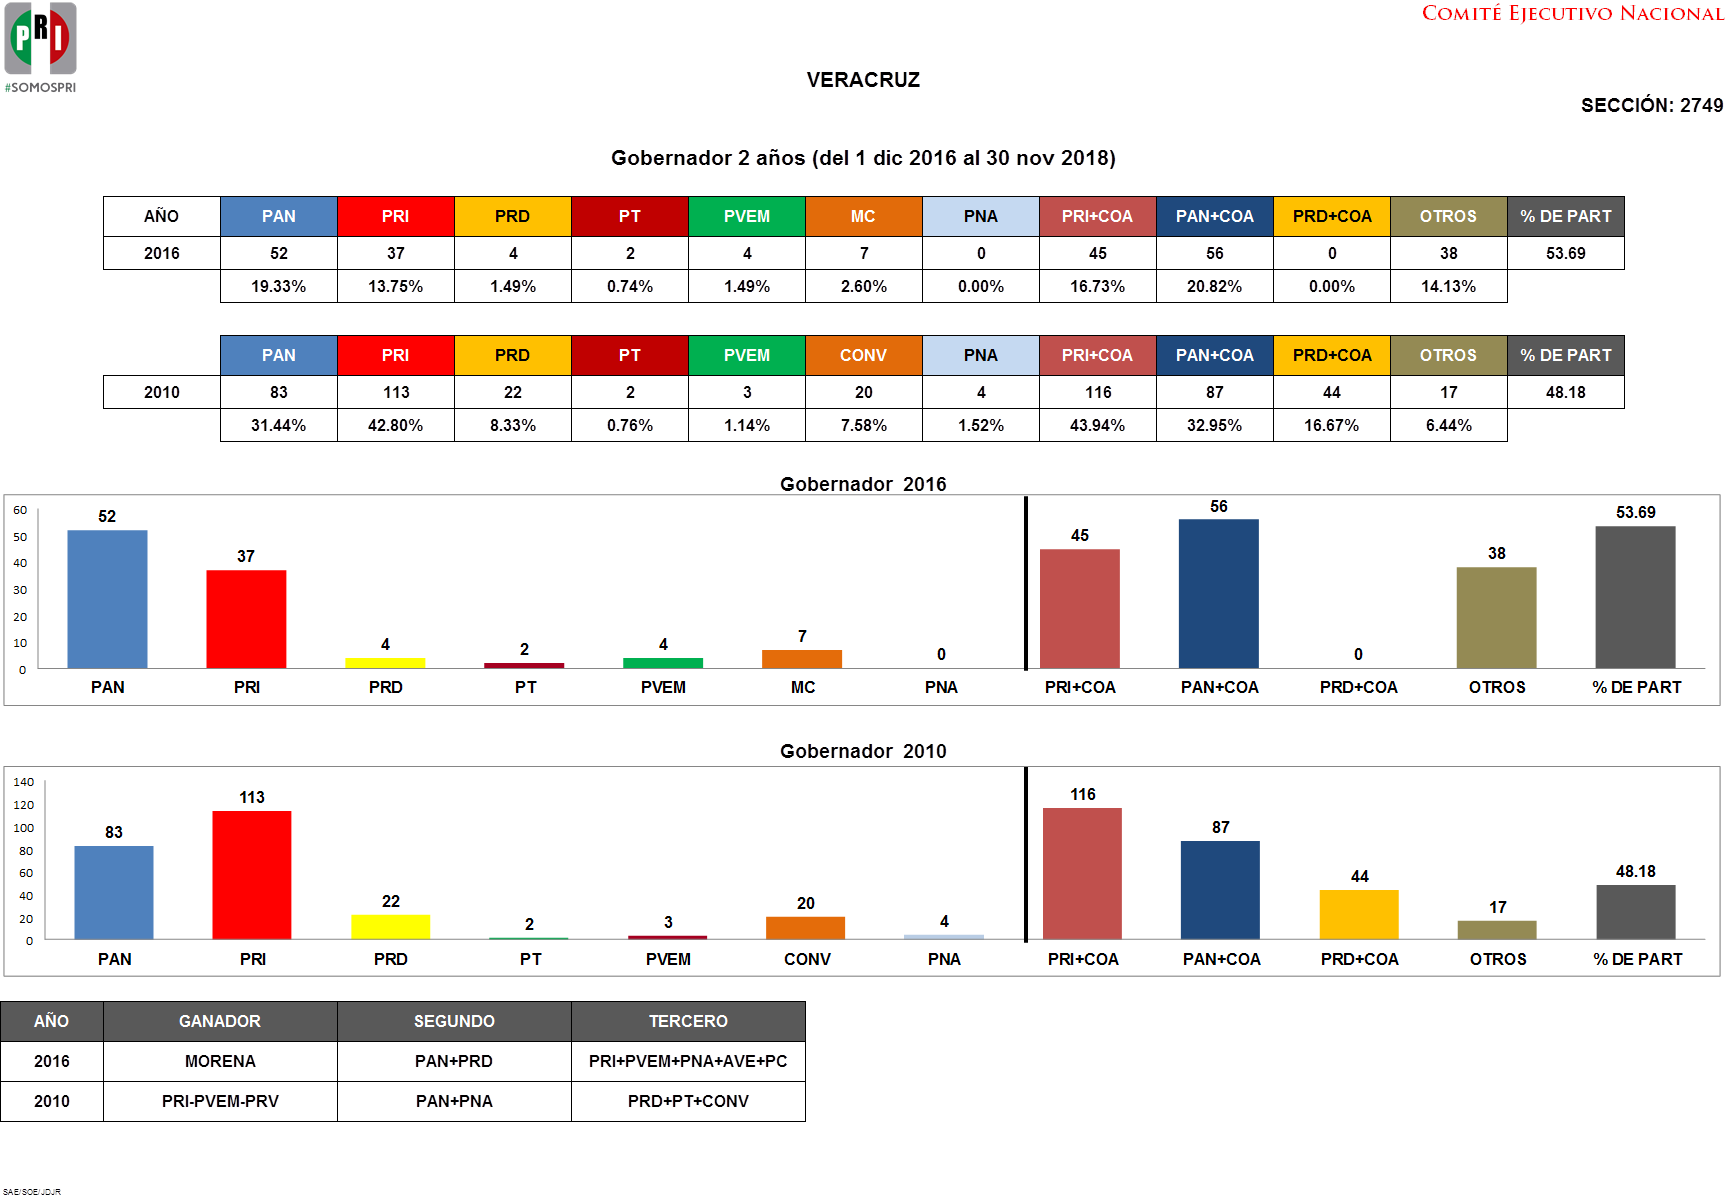 PRI
#SOMOSPRI
COMITÉ EJECUTIVO NACIONAL
VERACRUZ
SECCIÓN: 2749
Gobernador 2 años (del 1 dic 2016 al 30 nov 2018)
AÑO PAN PRI PRD PT PVEM MC PNA PRI+COA PAN+COA PRD+COA OTROS % DE PART
2016 52 37 4 2 4 7 0 45 56 0 38 53.69
19.33% 13.75% 1.49% 0.74% 1.49% 2.60% 0.00% 16.73% 20.82% 0.00% 14.13%
PAN PRI PRD PT PVEM CONV PNA PRI+COA PAN+COA PRD+COA OTROS % DE PART
2010 83 113 22 2 3 20 4 116 87 44 17 48.18
31.44% 42.80% 8.33% 0.76% 1.14% 7.58% 1.52% 43.94% 32.95% 16.67% 6.44%
Gobernador 2016
60
50
40
30
20
10
0
52 37 4 2 4 7 0 45 56 0 38 53.69
PAN PRI PRD PT PVEM MC PNA PRI+COA PAN+COA PRD+COA OTROS % DE PART
Gobernador 2010
140
120
100
80
60
40
20
0
83 113 22 2 3 20 4 116 87 44 17 48.18
PAN PRI PRD PT PVEM CONV PNA PRI+COA PAN+COA PRD+COA OTROS % DE PART
AÑO GANADOR SEGUNDO TERCERO
2016 MORENA PAN+PRD PRI+PVEM+PNA+AVE+PC
2010 PRI-PVEM-PRV PAN+PNA PRD+PT+CONV
SAE/SOE/JDJR